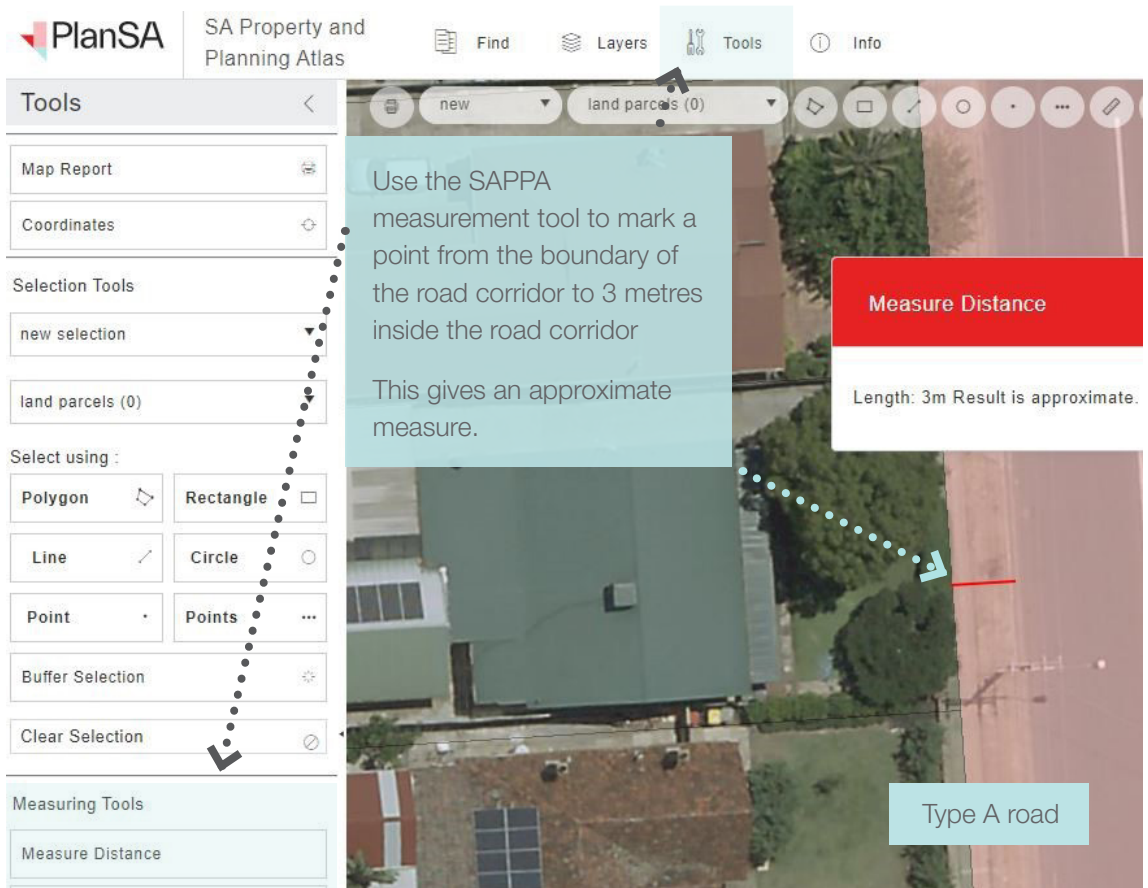 PlanSA
SA Property and
Planning Atlas
Find
Layers
Tools
Info
Tools
new
land parcels (0)
Map Report
Coordinates
Selection Tools
new selection
land parcels (0)
Select using :
Polygon
Rectangle
Line
Circle
Point
Points
Buffer Selection
Clear Selection
Measuring Tools
Measure Distance
Use the SAPPA
measurement tool to mark a
point from the boundary of
the road corridor to 3 metres
inside the road corridor
This gives an approximate
measure.
Measure Distance
Length: 3m Result is approximate.
Type A road